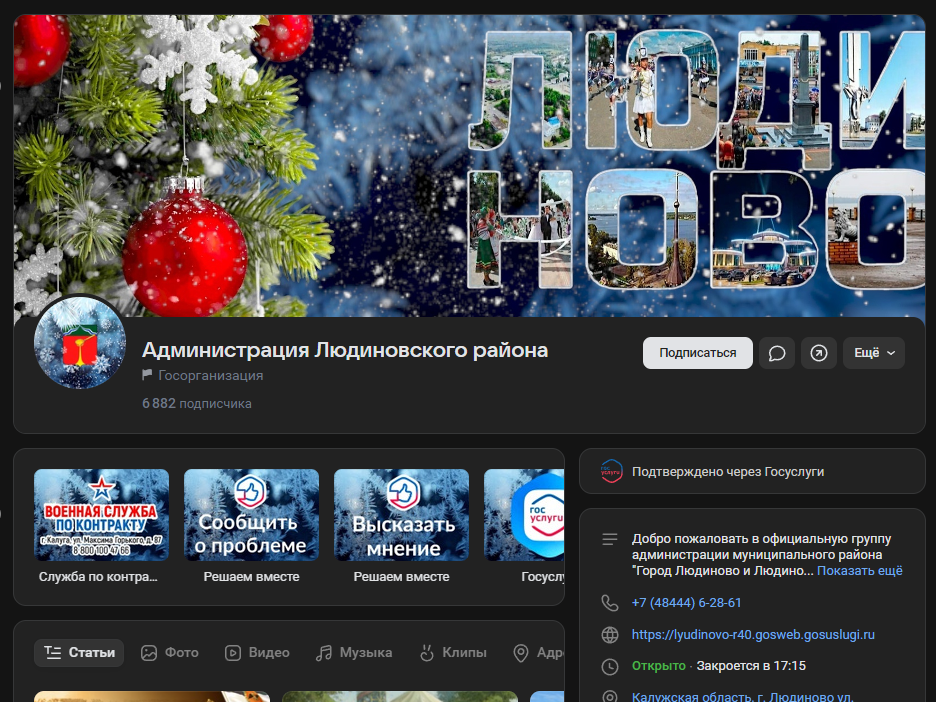 ЛЮДИ
НОВО
Администрация Людиновского района
Госорганизация
6 882 подписчика
Подписаться
Ещё
ВОЕННАЯ СЛУЖБА
ПО КОНТРАКТУ
г. Калуга, ул. Максима Горького, д. 87
8 800 100 47 66
Служба по контра...
Сообщить
о проблеме
Решаем вместе
Высказать
мнение
Решаем вместе
гос
услуги
Госуслу
Подтверждено через Госуслуги
Добро пожаловать в официальную группу
администрации муниципального района
"Город Людиново и Людино... Показать ещё
+7 (48444) 6-28-61
https://lyudinovo-r40.gosweb.gosuslugi.ru
Открыто · Закроется в 17:15
Калужская область, г. Людиново ул.
Статьи
Фото
Видео
Музыка
Клипы
Адре